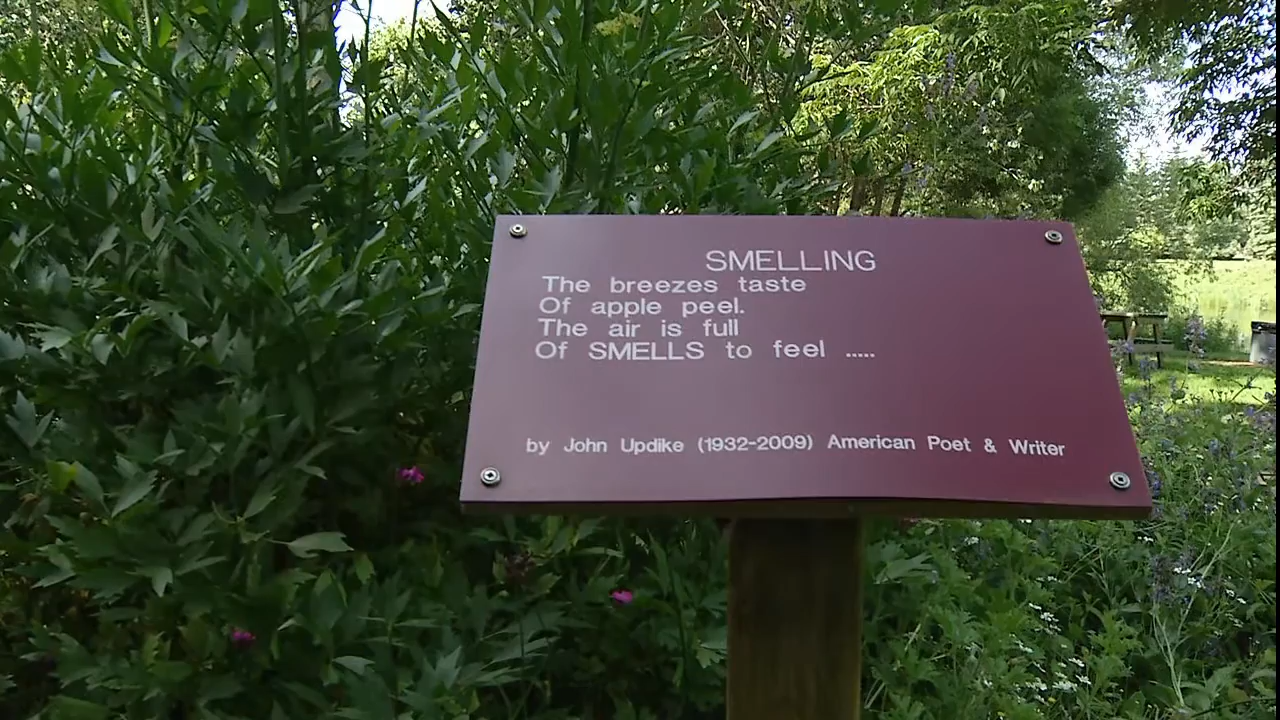 SMELLING
The breezes taste
Of apple peel.
The air is full
Of SMELLS to feel .....
by John Updike (1932-2009) American Poet & Writer